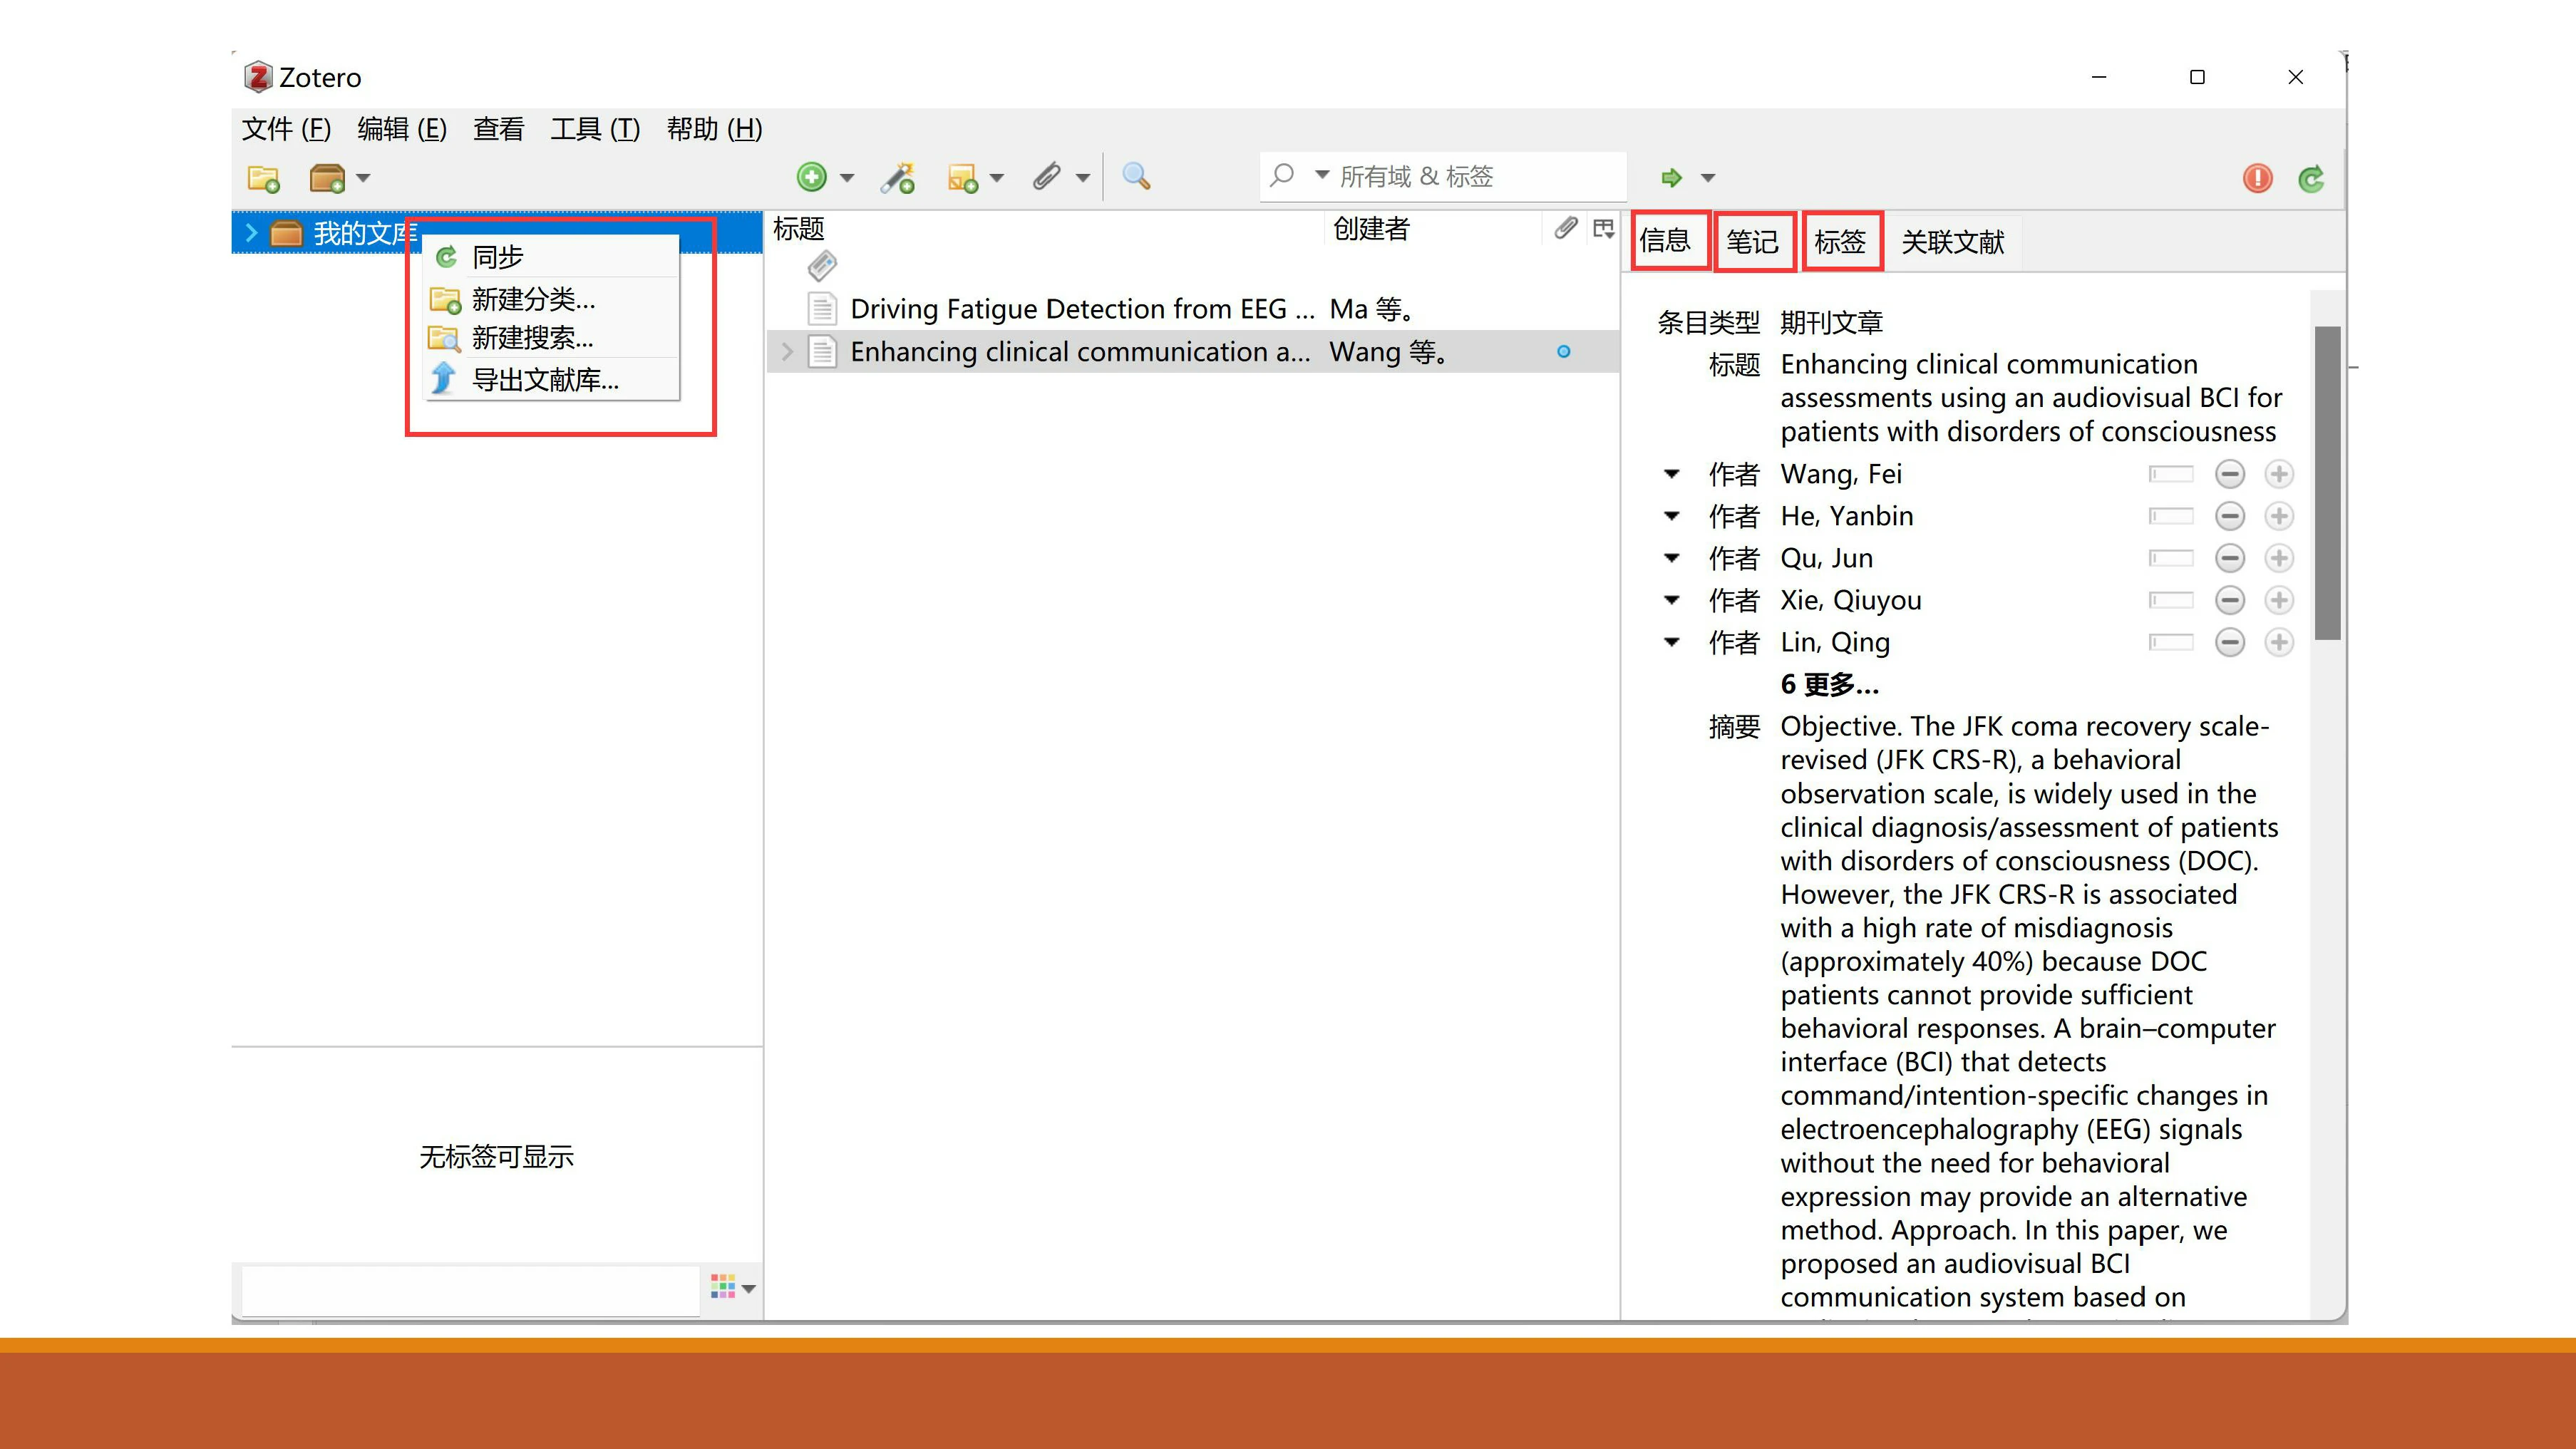 Zotero
文件 (F) 编辑 (E) 查看 工具 (T) 帮助 (H)
所有域 & 标签
我的文库
同步
新建分类...
新建搜索...
导出文献库...
无标签可显示
标题 创建者
Driving Fatigue Detection from EEG ... Ma 等。
Enhancing clinical communication a... Wang 等。
信息 笔记 标签 关联文献
条目类型 期刊文章
标题 Enhancing clinical communication
assessments using an audiovisual BCI for
patients with disorders of consciousness
作者 Wang, Fei
作者 He, Yanbin
作者 Qu, Jun
作者 Xie, Qiuyou
作者 Lin, Qing
6 更多...
摘要 Objective. The JFK coma recovery scale-
revised (JFK CRS-R), a behavioral
observation scale, is widely used in the
clinical diagnosis/assessment of patients
with disorders of consciousness (DOC).
However, the JFK CRS-R is associated
with a high rate of misdiagnosis
(approximately 40%) because DOC
patients cannot provide sufficient
behavioral responses. A brain–computer
interface (BCI) that detects
command/intention-specific changes in
electroencephalography (EEG) signals
without the need for behavioral
expression may provide an alternative
method. Approach. In this paper, we
proposed an audiovisual BCI
communication system based on